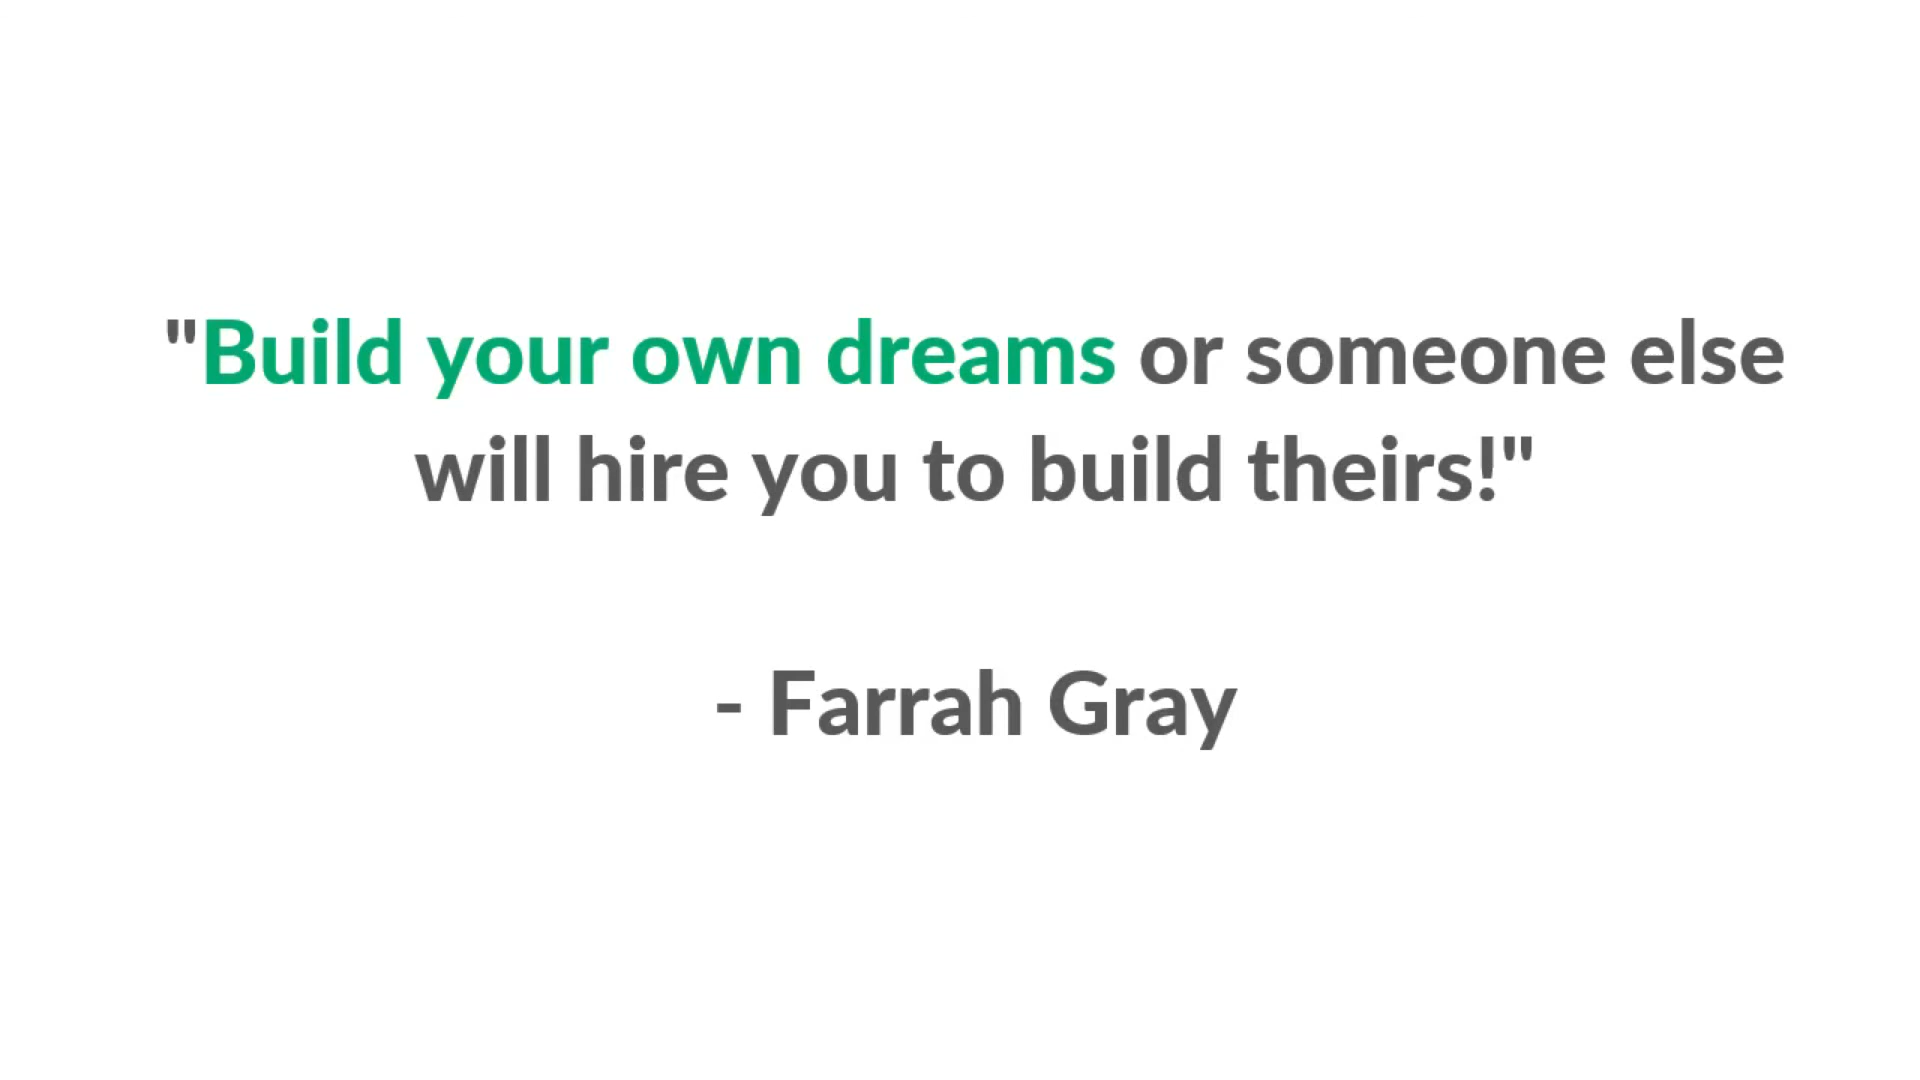 "Build your own dreams or someone else
will hire you to build theirs!"
- Farrah Gray